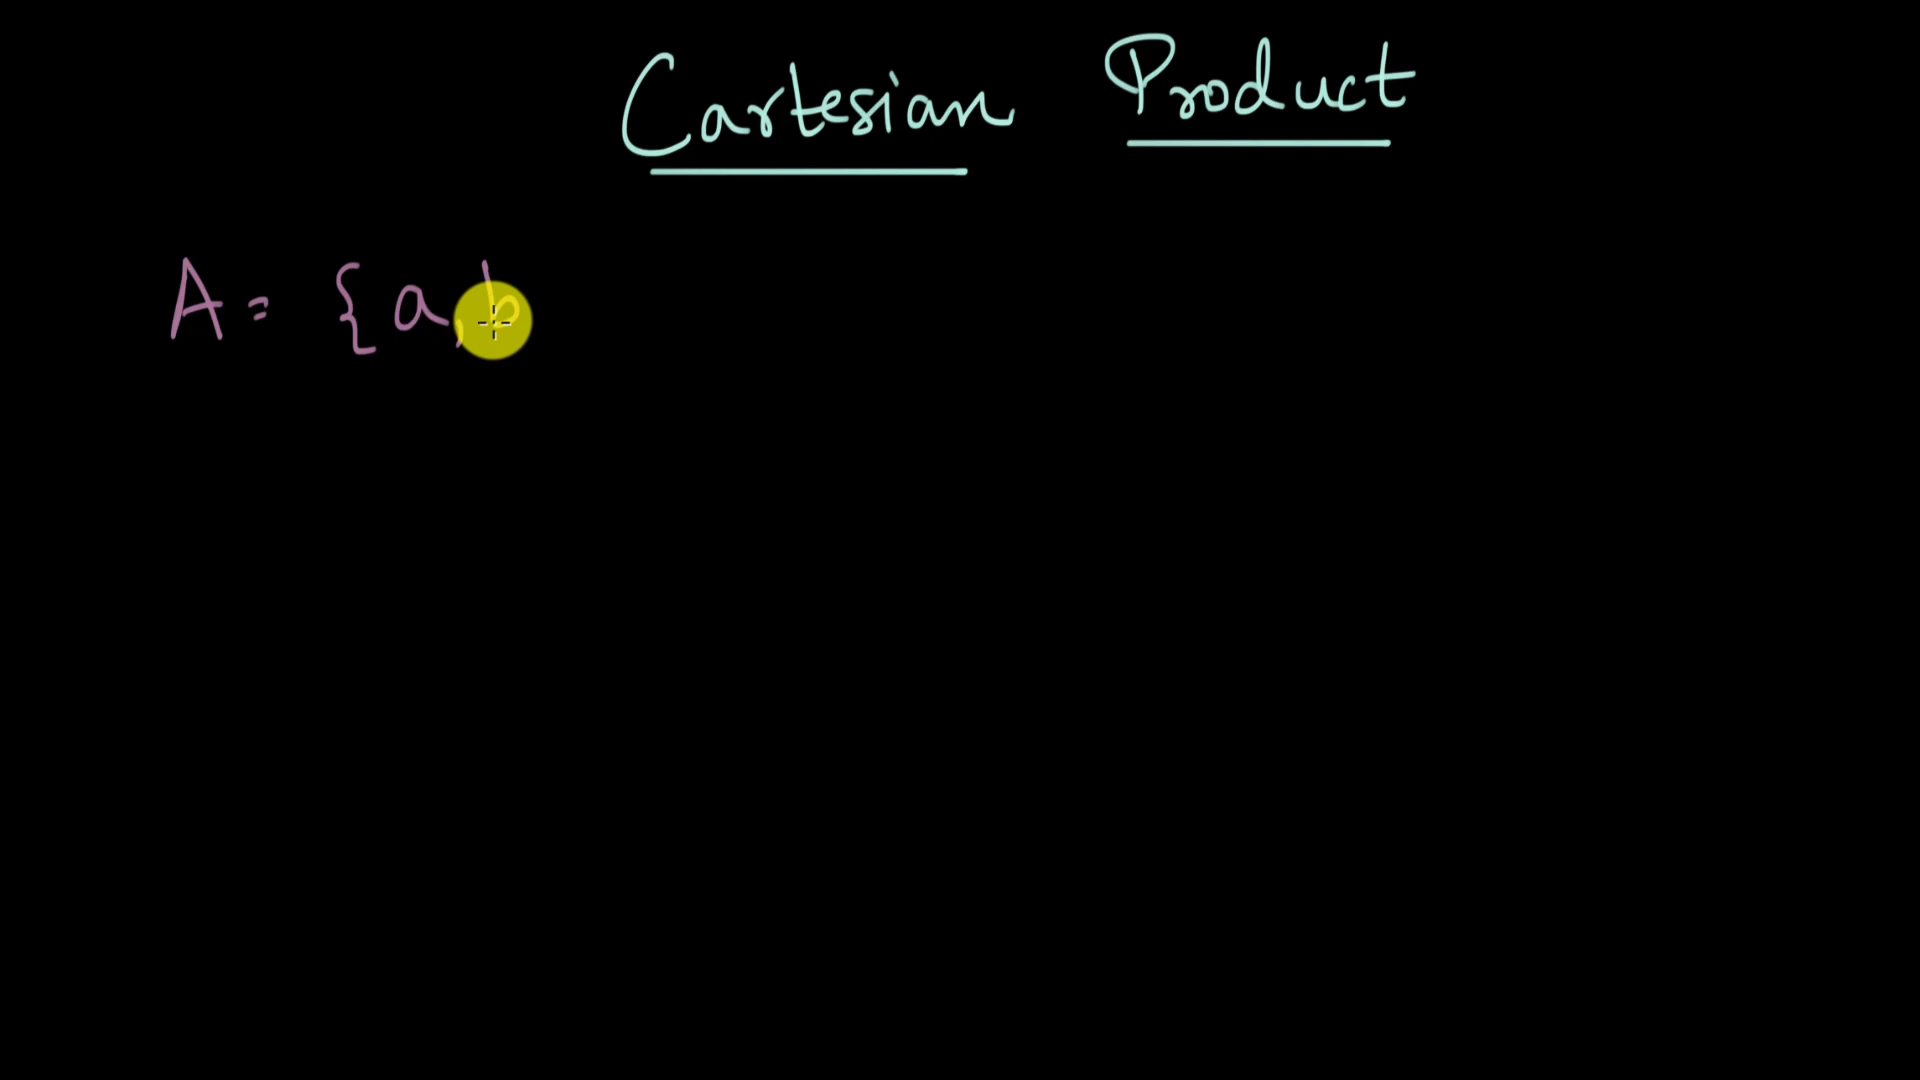 Cartesian Product
A = {a, b